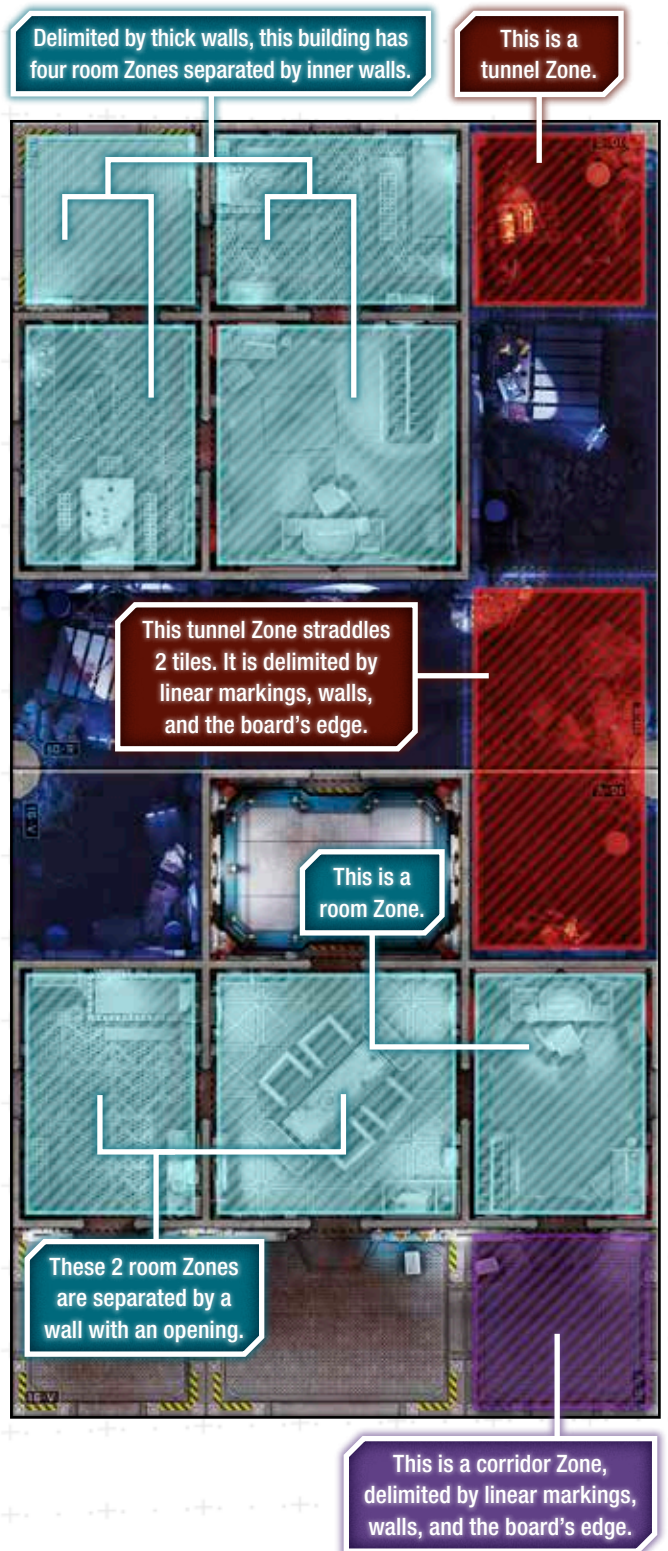 Delimited by thick walls, this building has
four room Zones separated by inner walls.
This is a
tunnel Zone.
This tunnel Zone straddles
2 tiles. It is delimited by
linear markings, walls,
and the board's edge.
This is a
room Zone.
These 2 room Zones
are separated by a
wall with an opening.
16-V
This is a corridor Zone,
delimited by linear markings,
walls, and the board's edge.